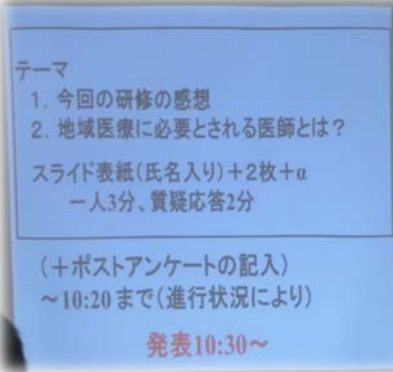 テーマ
1. 今回の研修の感想
2. 地域医療に必要とされる医師とは？
スライド表紙(氏名入り)＋2枚＋α
一人3分、質疑応答2分
(＋ポストアンケートの記入)
～10:20まで(進行状況により)
発表10:30～